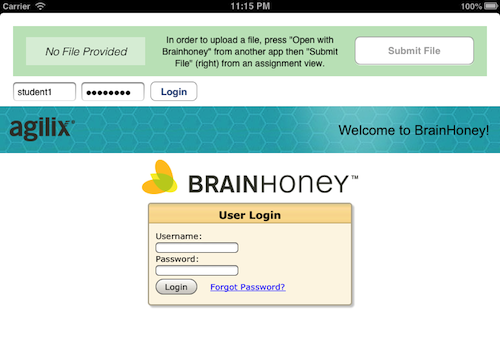 Carrier 11:15 PM 100%
No File Provided
In order to upload a file, press "Open with
Brainhoney" from another app then "Submit
File" (right) from an assignment view.
Submit File
student1 •••••••• Login
agilix® Welcome to BrainHoney!
BRAINHONEY™
User Login
Username:
Password:
Login Forgot Password?